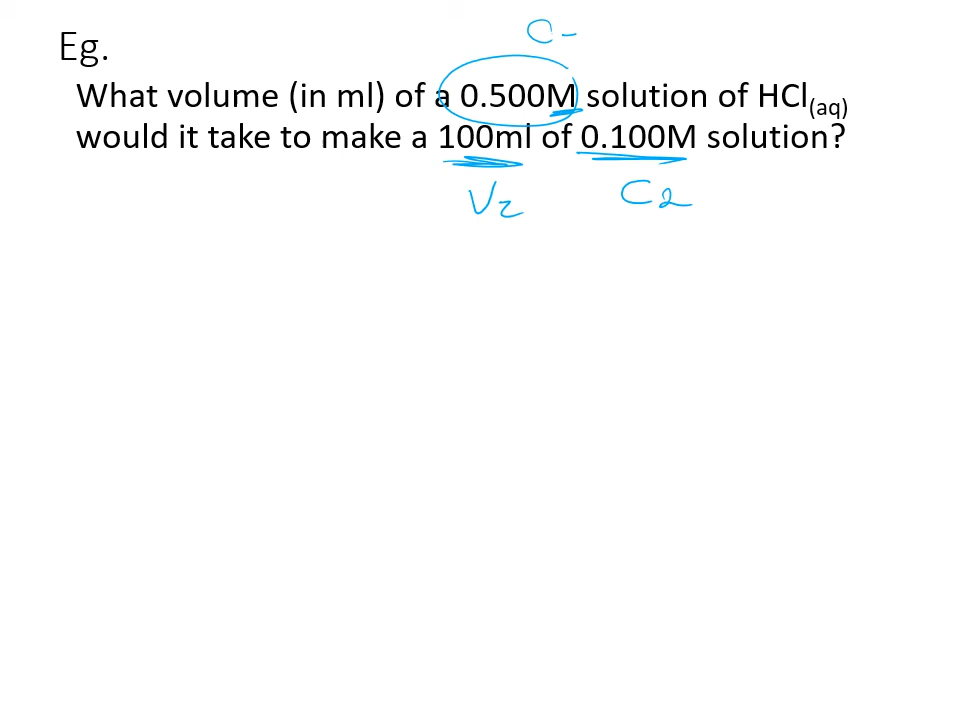 Eg.
C-
What volume (in ml) of a 0.500M solution of HCl(aq)
would it take to make a 100ml of 0.100M solution?
V2
C2